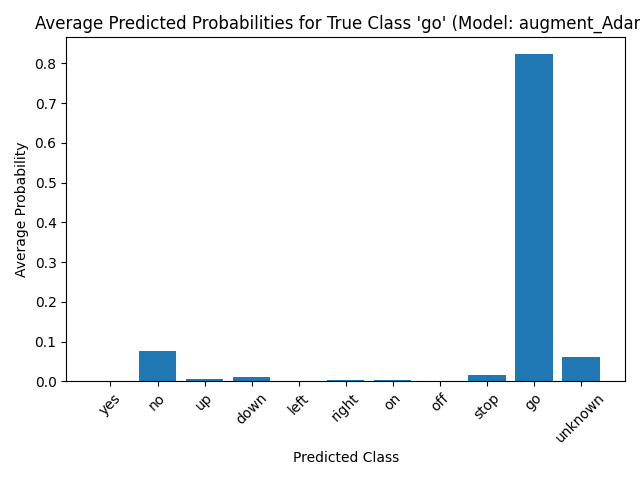 Average Predicted Probabilities for True Class 'go' (Model: augment_Adam
Average Probability
0.8
0.7
0.6
0.5
0.4
0.3
0.2
0.1
0.0
yes no up down left right on off stop go unknown
Predicted Class